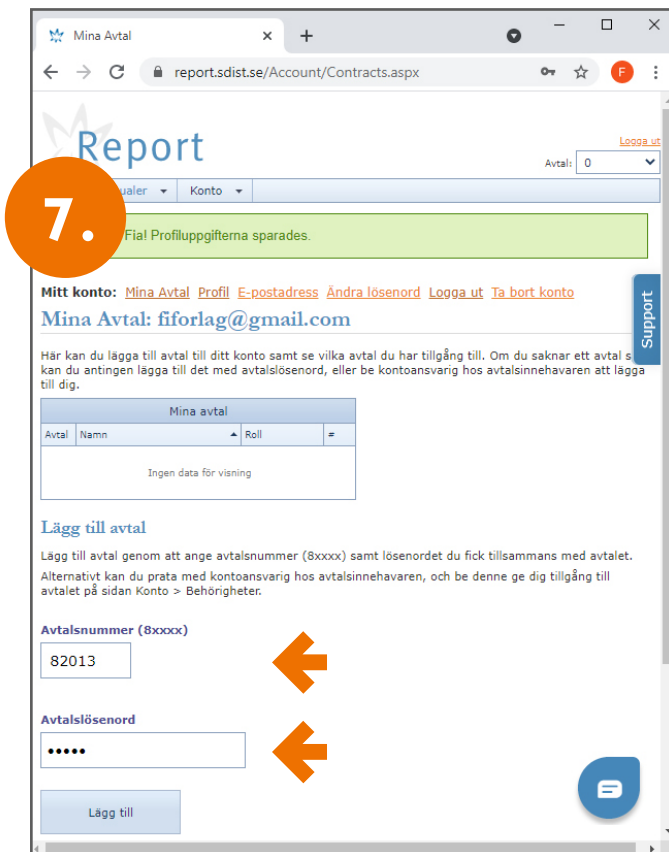 Mina Avtal
report.sdist.se/Account/Contracts.aspx
F
Report
Logga ut
Avtal: 0
ualer Konto
7.
Fia! Profiluppgifterna sparades.
Mitt konto: Mina Avtal Profil E-postadress Ändra lösenord Logga ut Ta bort konto
Support
Mina Avtal: fiforlag@gmail.com
Här kan du lägga till avtal till ditt konto samt se vilka avtal du har tillgång till. Om du saknar ett avtal s
kan du antingen lägga till det med avtalslösenord, eller be kontoansvarig hos avtalsinnehavaren att lägga
till dig.
Mina avtal
Avtal Namn Roll #
Ingen data för visning
Lägg till avtal
Lägg till avtal genom att ange avtalsnummer (8xxxx) samt lösenordet du fick tillsammans med avtalet.
Alternativt kan du prata med kontoansvarig hos avtalsinnehavaren, och be denne ge dig tillgång till
avtalet på sidan Konto > Behörigheter.
Avtalsnummer (8xxxx)
82013
Avtalslösenord
•••••
Lägg till